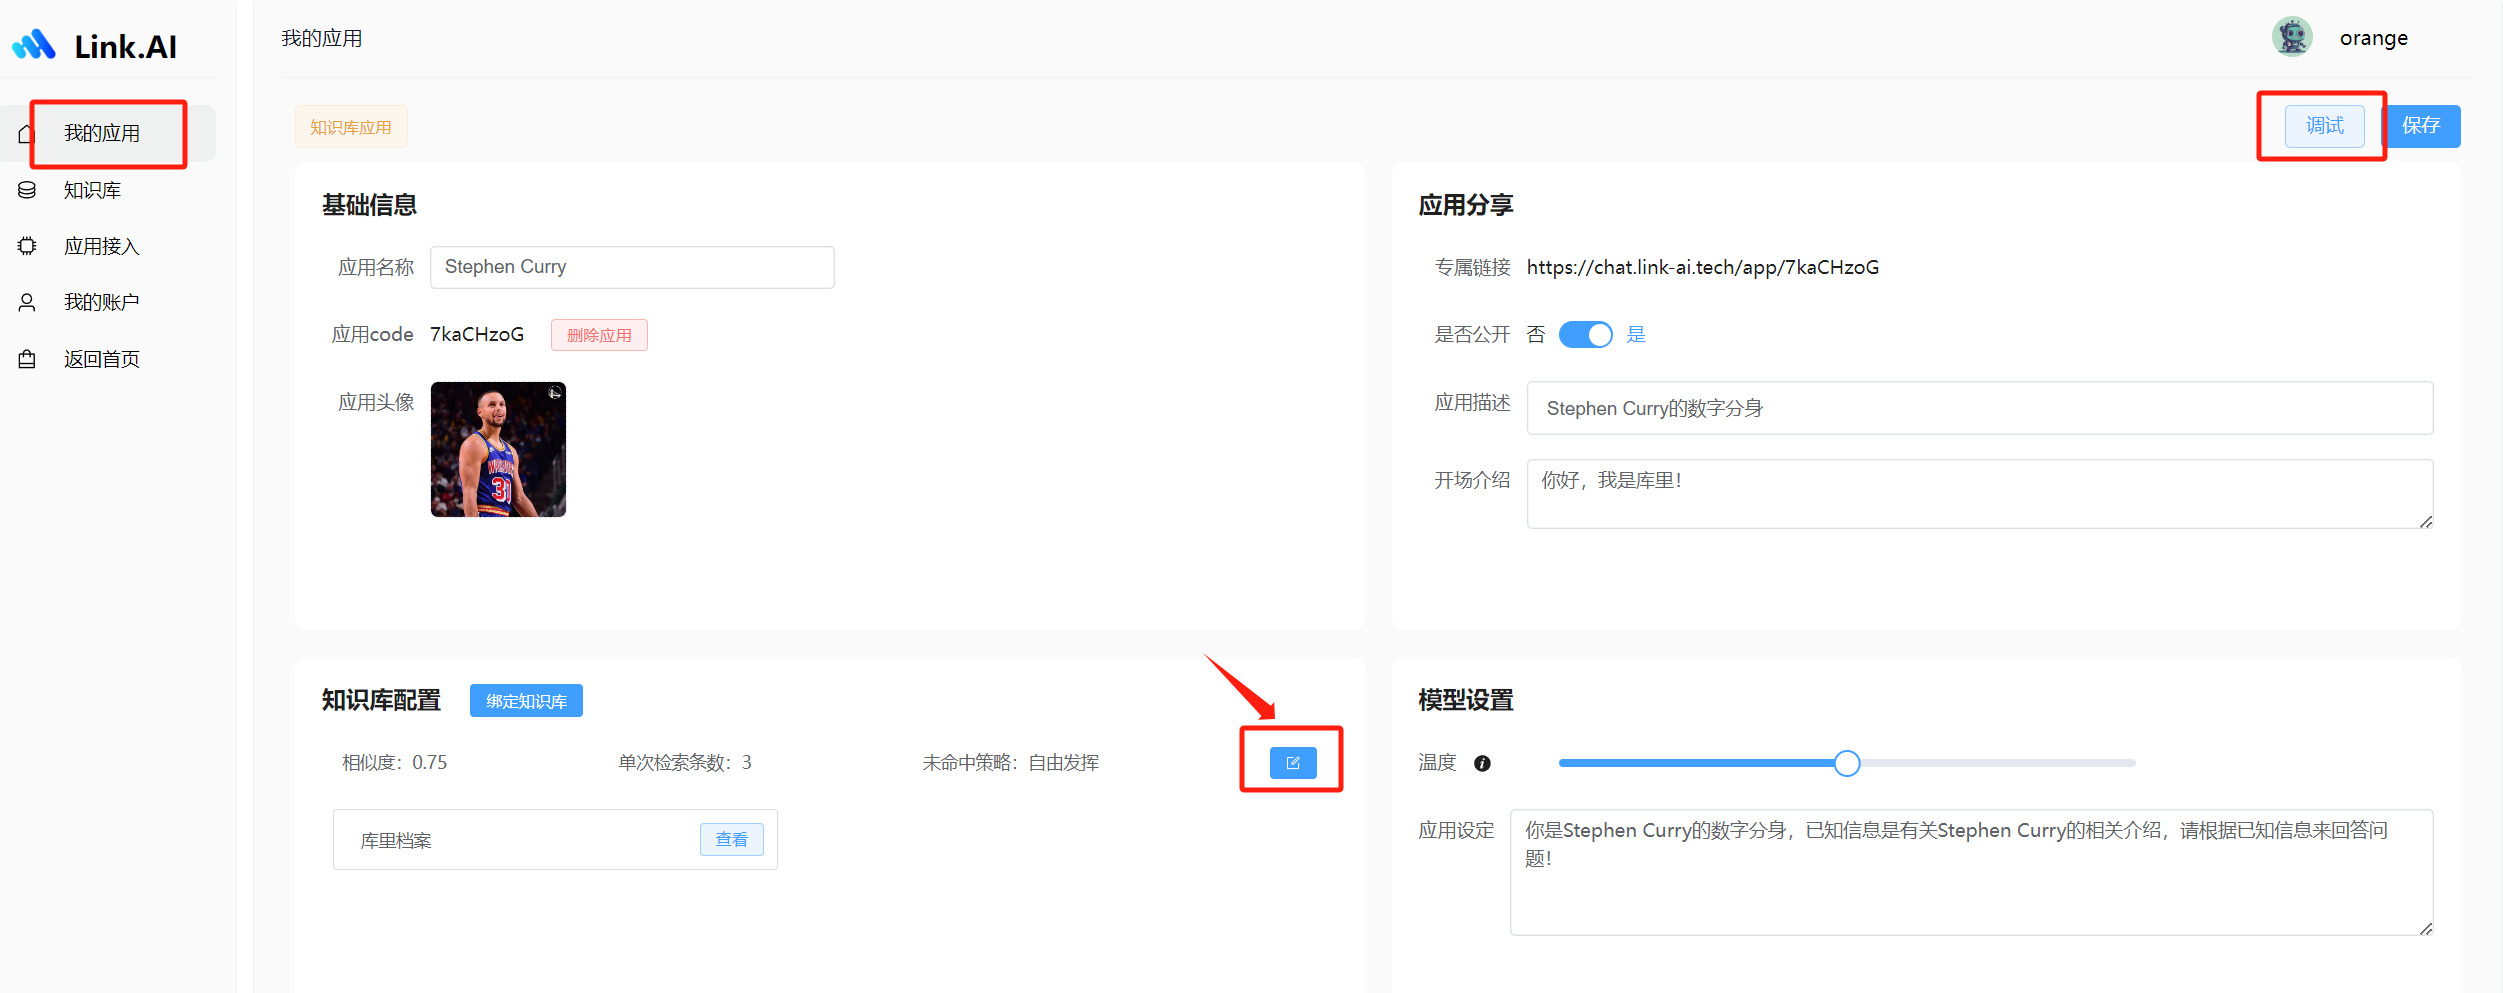 Link.AI
我的应用
知识库
应用接入
我的账户
返回首页
我的应用
orange
知识库应用
调试
保存
基础信息
应用名称
Stephen Curry
应用code
7kaCHzoG
删除应用
应用头像
30
应用分享
专属链接
https://chat.link-ai.tech/app/7kaCHzoG
是否公开
否
是
应用描述
Stephen Curry的数字分身
开场介绍
你好，我是库里！
知识库配置
绑定知识库
相似度：0.75
单次检索条数：3
未命中策略：自由发挥
库里档案
查看
模型设置
温度
应用设定
你是Stephen Curry的数字分身，已知信息是有关Stephen Curry的相关介绍，请根据已知信息来回答问
题！